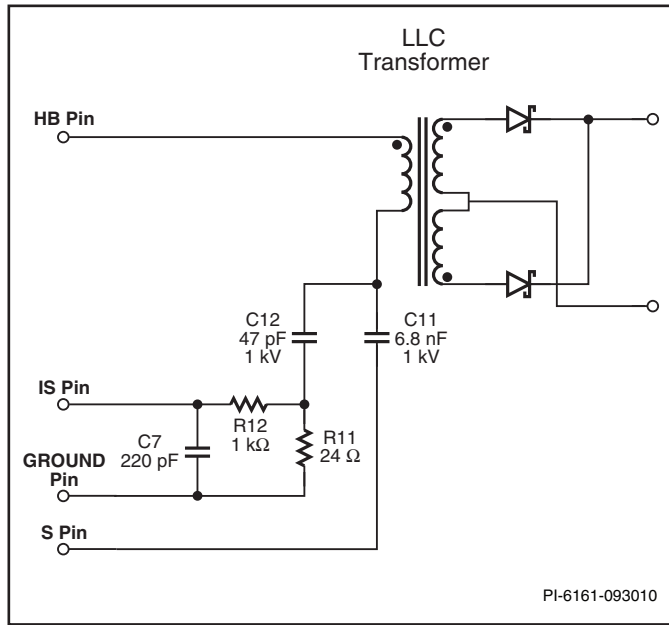 LLC
Transformer
HB Pin
C12
47 pF
1 kV
C11
6.8 nF
1 kV
IS Pin
R12
1 kΩ
C7
220 pF
R11
24 Ω
GROUND
Pin
S Pin
PI-6161-093010